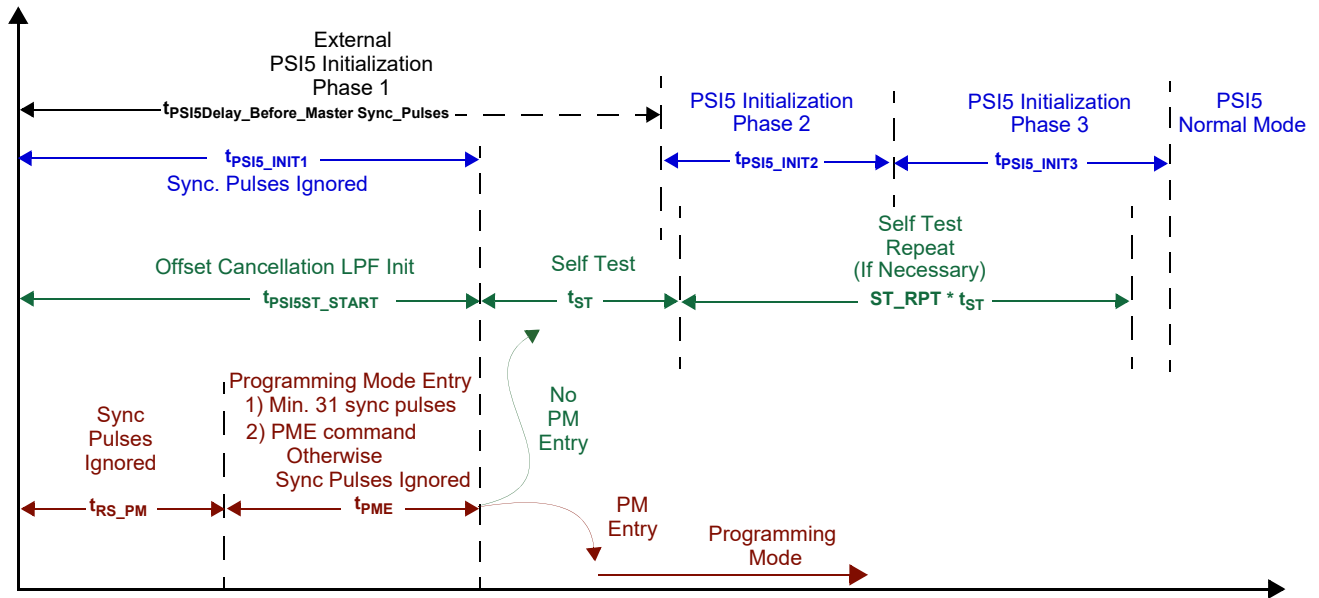 External
PSI5 Initialization
Phase 1
tPSI5Delay_Before_Master Sync_Pulses
PSI5 Initialization
Phase 2
PSI5 Initialization
Phase 3
PSI5
Normal Mode
tPSI5_INIT1
Sync. Pulses Ignored
tPSI5_INIT2
tPSI5_INIT3
Offset Cancellation LPF Init
tPSI5ST_START
Self Test
tST
Self Test
Repeat
(If Necessary)
ST_RPT * tST
Sync
Pulses
Ignored
tRS_PM
Programming Mode Entry
1) Min. 31 sync pulses
2) PME command
Otherwise
Sync Pulses Ignored
tPME
No
PM
Entry
PM
Entry
Programming
Mode